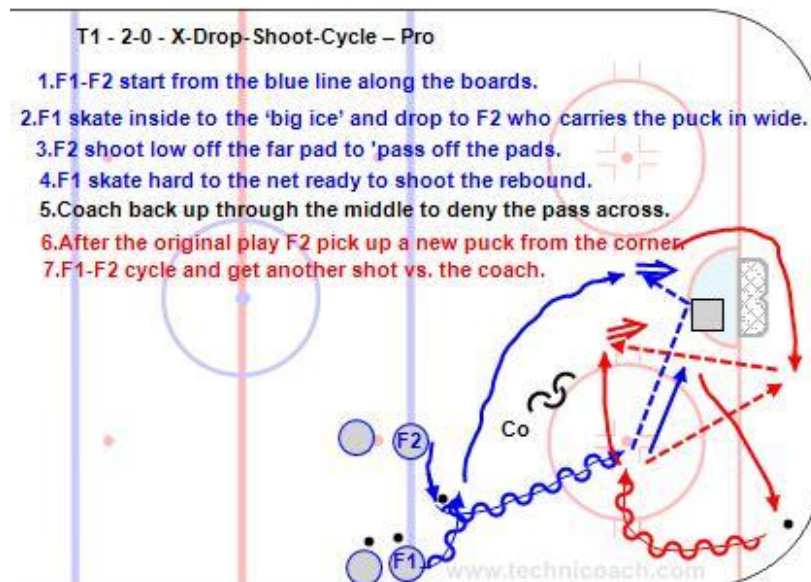 T1 - 2-0 - X-Drop-Shoot-Cycle – Pro
1.F1-F2 start from the blue line along the boards.
2.F1 skate inside to the ‘big ice’ and drop to F2 who carries the puck in wide.
3.F2 shoot low off the far pad to 'pass off the pads.
4.F1 skate hard to the net ready to shoot the rebound.
5.Coach back up through the middle to deny the pass across.
6.After the original play F2 pick up a new puck from the corner.
7.F1-F2 cycle and get another shot vs. the coach.
Co
F2
F1
www.technicoach.com